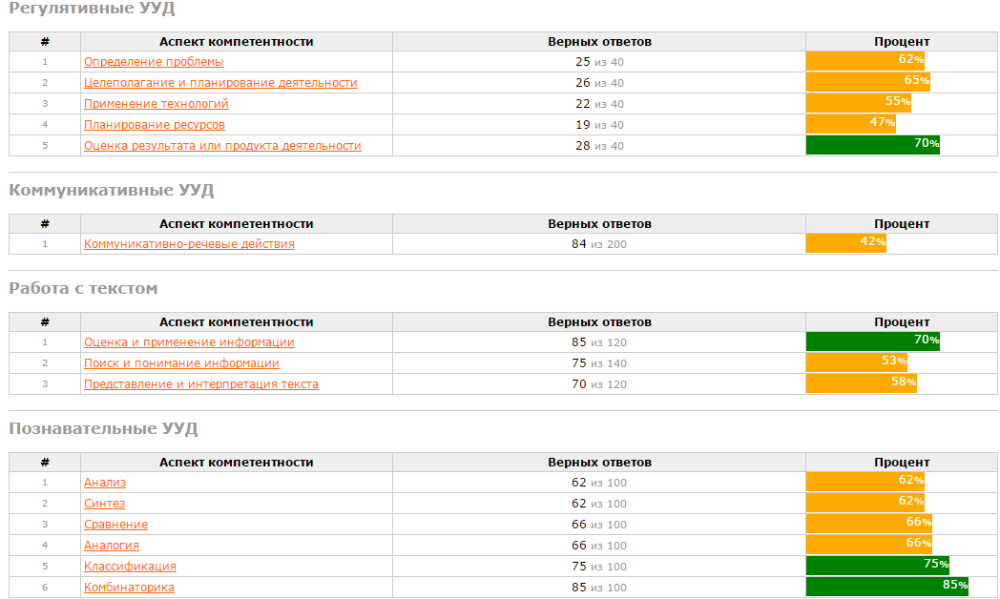 Регулятивные УУД
# Аспект компетентности Верных ответов Процент
1 Определение проблемы 25 из 40 62%
2 Целеполагание и планирование деятельности 26 из 40 65%
3 Применение технологий 22 из 40 55%
4 Планирование ресурсов 19 из 40 47%
5 Оценка результата или продукта деятельности 28 из 40 70%
Коммуникативные УУД
# Аспект компетентности Верных ответов Процент
1 Коммуникативно-речевые действия 84 из 200 42%
Работа с текстом
# Аспект компетентности Верных ответов Процент
1 Оценка и применение информации 85 из 120 70%
2 Поиск и понимание информации 75 из 140 53%
3 Представление и интерпретация текста 70 из 120 58%
Познавательные УУД
# Аспект компетентности Верных ответов Процент
1 Анализ 62 из 100 62%
2 Синтез 62 из 100 62%
3 Сравнение 66 из 100 66%
4 Аналогия 66 из 100 66%
5 Классификация 75 из 100 75%
6 Комбинаторика 85 из 100 85%